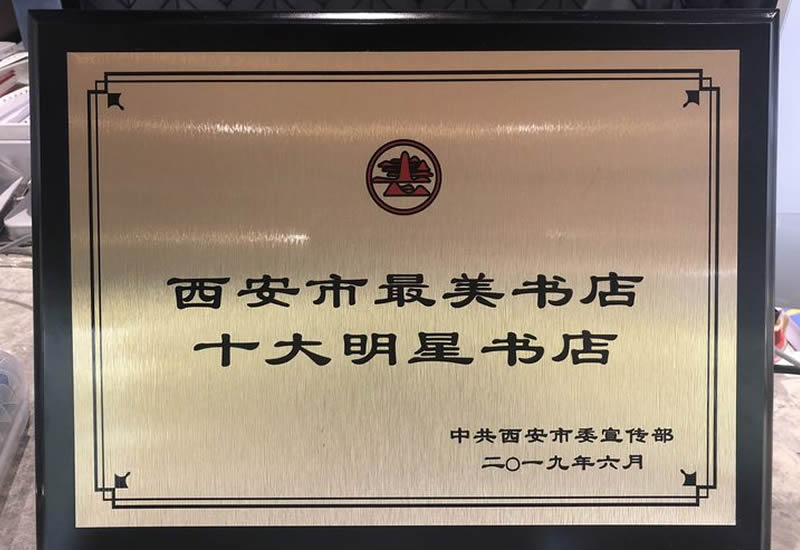 西安市最美书店
十大明星书店
中共西安市委宣传部
二〇一九年六月